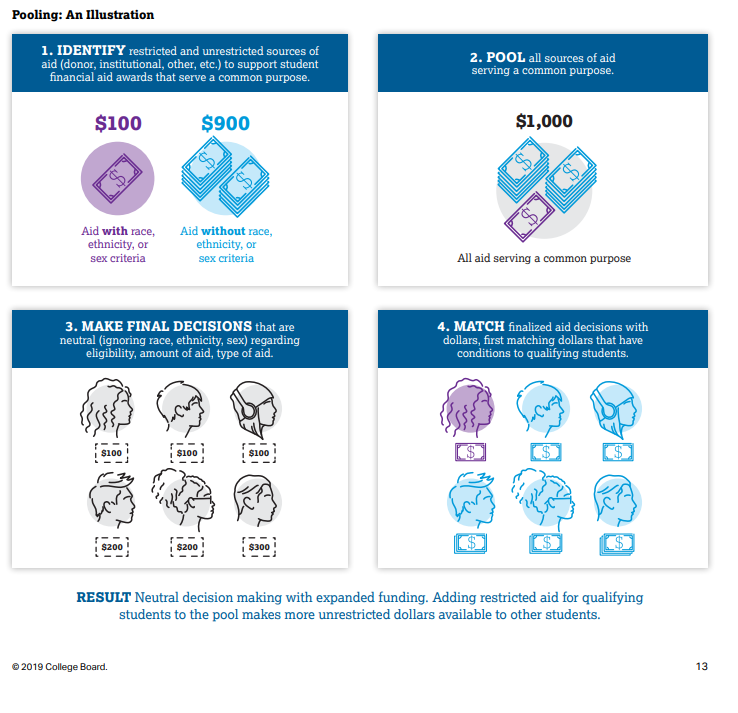 Pooling: An Illustration
1. IDENTIFY restricted and unrestricted sources of
aid (donor, institutional, other, etc.) to support student
financial aid awards that serve a common purpose.
$100
$900
Aid with race,
ethnicity, or
sex criteria
Aid without race,
ethnicity, or
sex criteria
2. POOL all sources of aid
serving a common purpose.
$1,000
All aid serving a common purpose
3. MAKE FINAL DECISIONS that are
neutral (ignoring race, ethnicity, sex) regarding
eligibility, amount of aid, type of aid.
$100
$100
$100
$200
$200
$300
4. MATCH finalized aid decisions with
dollars, first matching dollars that have
conditions to qualifying students.
RESULT Neutral decision making with expanded funding. Adding restricted aid for qualifying
students to the pool makes more unrestricted dollars available to other students.
© 2019 College Board.
13